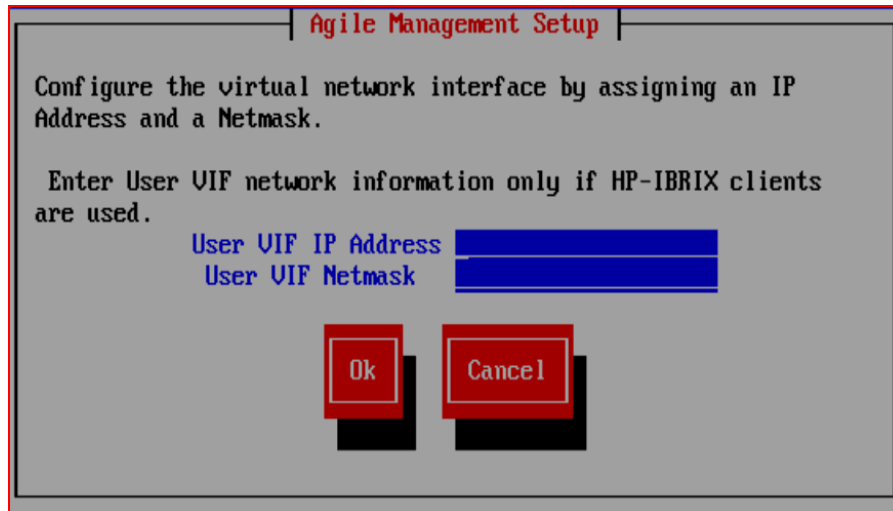 Agile Management Setup
Configure the virtual network interface by assigning an IP
Address and a Netmask.
Enter User VIF network information only if HP-IBRIX clients
are used.
User VIF IP Address
User VIF Netmask
Ok
Cancel